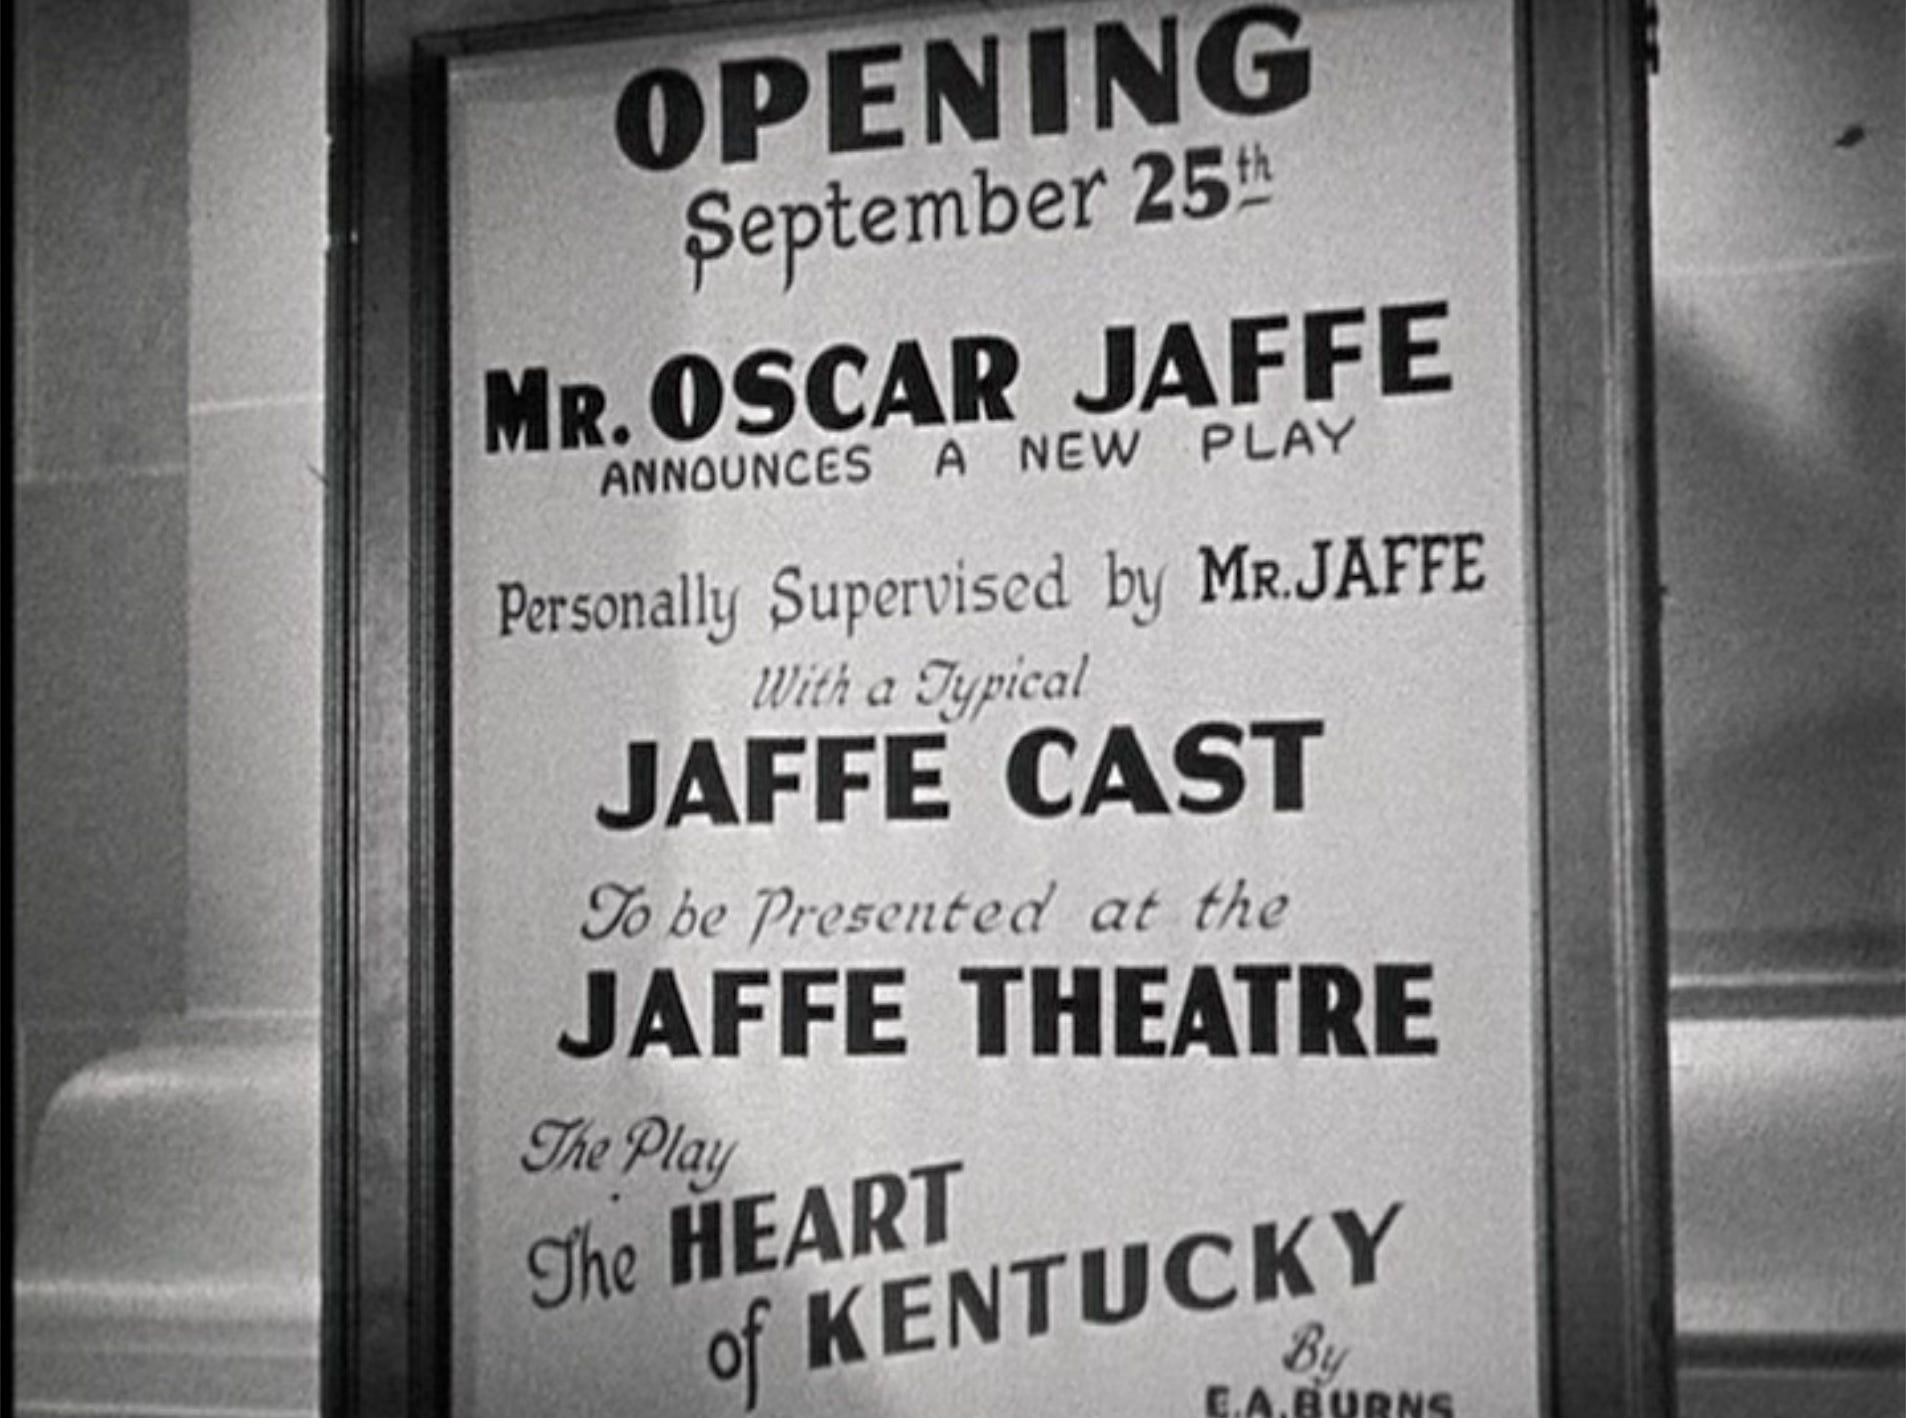 OPENING
September 25th
MR. OSCAR JAFFE
ANNOUNCES A NEW PLAY
Personally Supervised by MR. JAFFE
With a Typical
JAFFE CAST
To be Presented at the
JAFFE THEATRE
The Play
The HEART
of KENTUCKY
By
E.A. BURNS